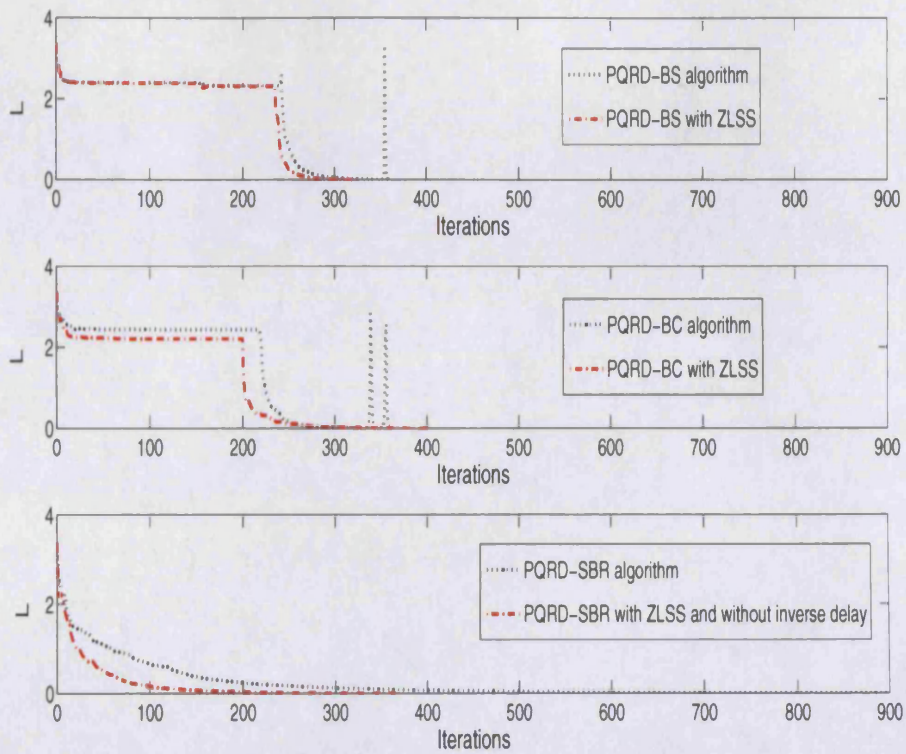 4
2
0
L
0 100 200 300 400 500 600 700 800 900
Iterations
PQRD-BS algorithm
PQRD-BS with ZLSS
4
2
0
L
0 100 200 300 400 500 600 700 800 900
Iterations
PQRD-BC algorithm
PQRD-BC with ZLSS
4
2
0
L
0 100 200 300 400 500 600 700 800 900
Iterations
PQRD-SBR algorithm
PQRD-SBR with ZLSS and without inverse delay